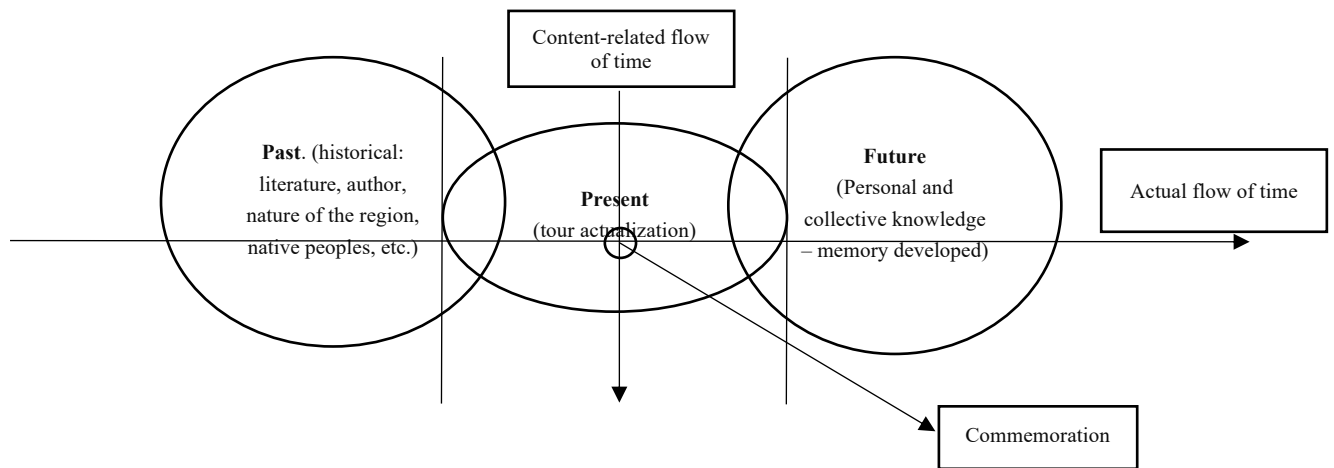 Content-related flow
of time
Past. (historical:
literature, author,
nature of the region,
native peoples, etc.)
Present
(tour actualization)
Future
(Personal and
collective knowledge
– memory developed)
Actual flow of time
Commemoration